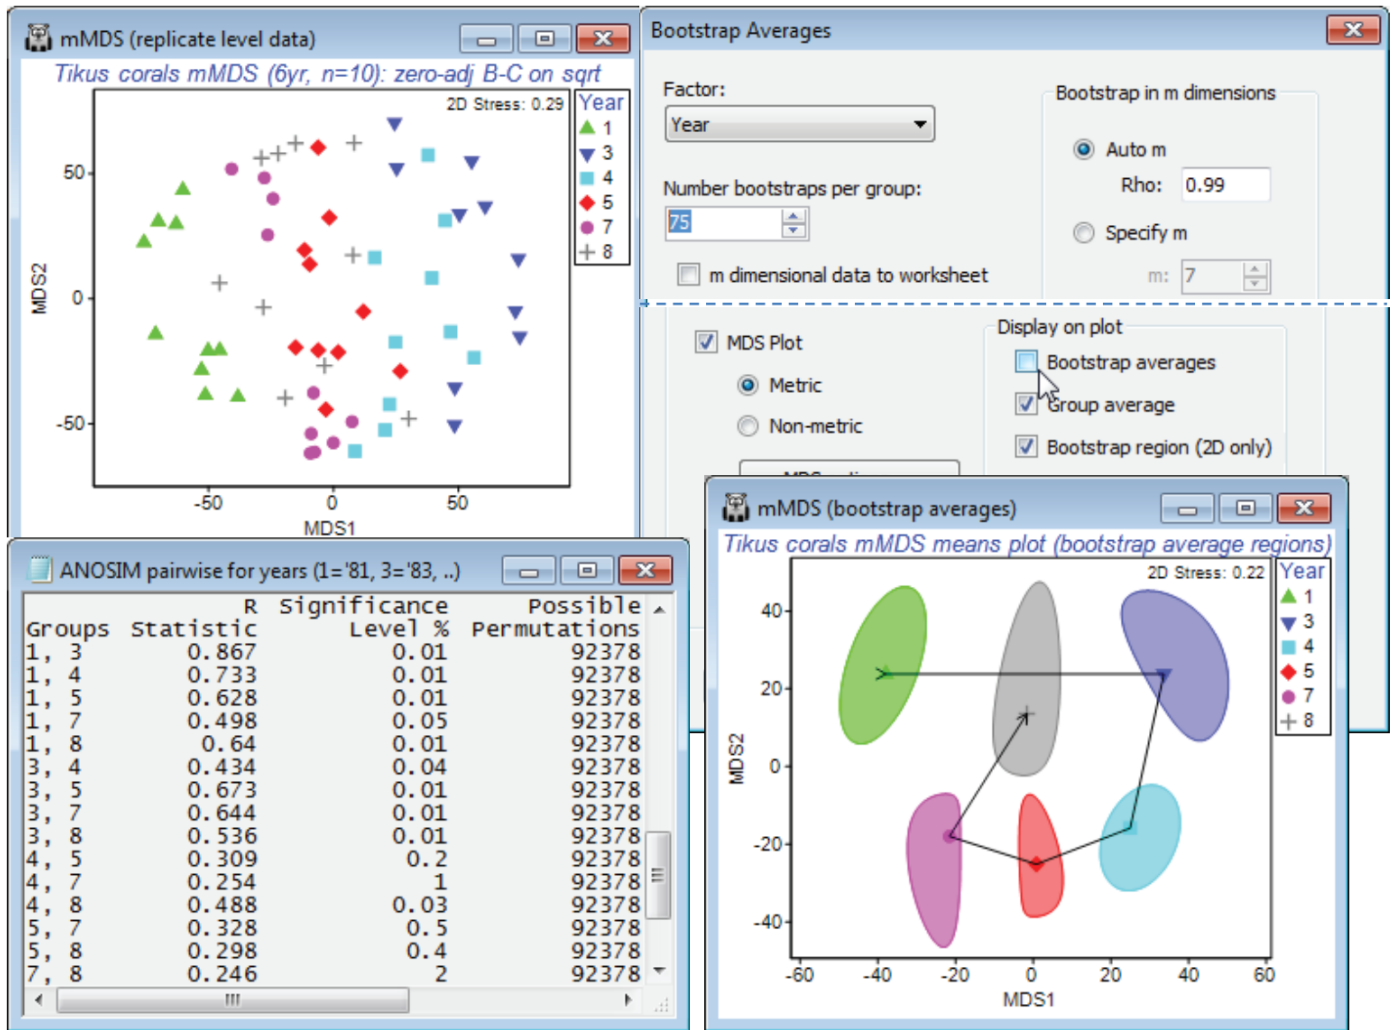 mMDS (replicate level data)
Tikus corals mMDS (6yr, n=10): zero-adj B-C on sqrt
2D Stress: 0.29
Year
1
3
4
5
7
8
50
0
-50
MDS2
-50 0 50
MDS1
Bootstrap Averages
Factor:
Year
Number bootstraps per group:
75
m dimensional data to worksheet
Bootstrap in m dimensions
Auto m
Rho: 0.99
Specify m
m: 7
MDS Plot
Metric
Non-metric
Display on plot
Bootstrap averages
Group average
Bootstrap region (2D only)
ANOSIM pairwise for years (1='81, 3='83, ..)
R Significance Possible
Groups Statistic Level % Permutations
1, 3 0.867 0.01 92378
1, 4 0.733 0.01 92378
1, 5 0.628 0.01 92378
1, 7 0.498 0.05 92378
1, 8 0.64 0.01 92378
3, 4 0.434 0.04 92378
3, 5 0.673 0.01 92378
3, 7 0.644 0.01 92378
3, 8 0.536 0.01 92378
4, 5 0.309 0.2 92378
4, 7 0.254 1 92378
4, 8 0.488 0.03 92378
5, 7 0.328 0.5 92378
5, 8 0.298 0.4 92378
7, 8 0.246 2 92378
mMDS (bootstrap averages)
Tikus corals mMDS means plot (bootstrap average regions)
2D Stress: 0.22
Year
1
3
4
5
7
8
40
20
0
-20
-40
MDS2
-60 -40 -20 0 20 40 60
MDS1